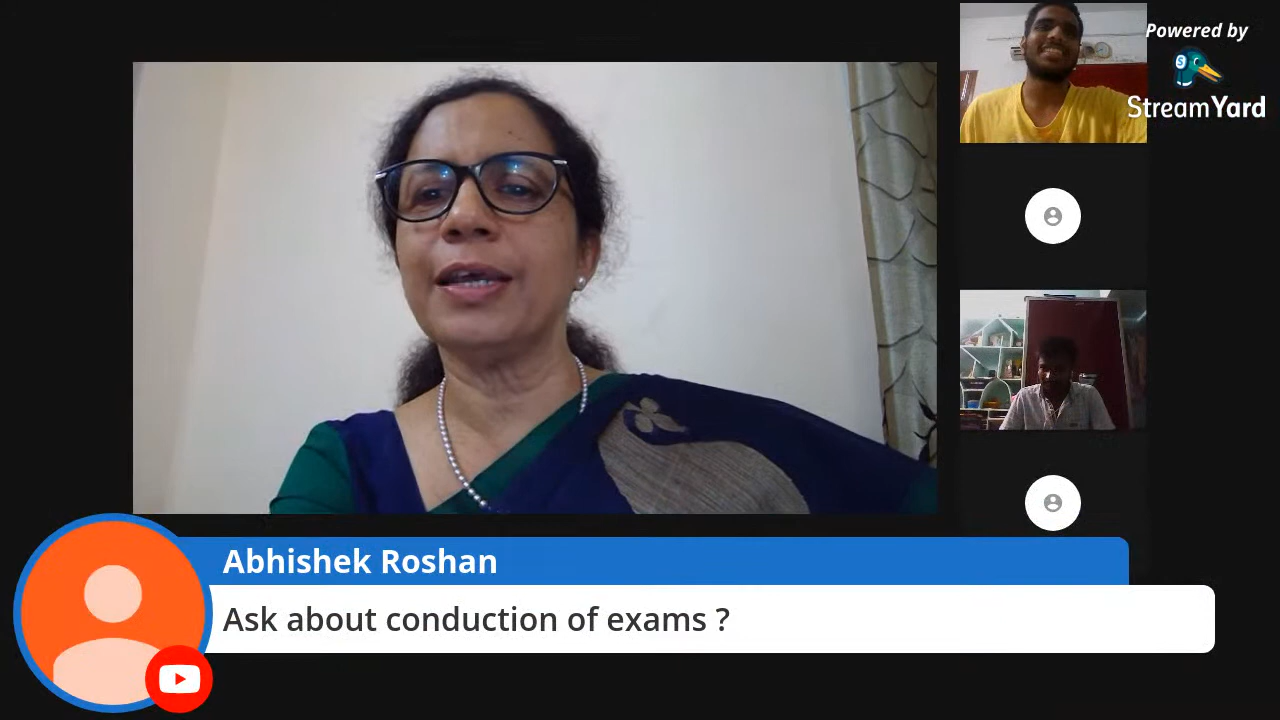 Powered by
StreamYard
Abhishek Roshan
Ask about conduction of exams ?